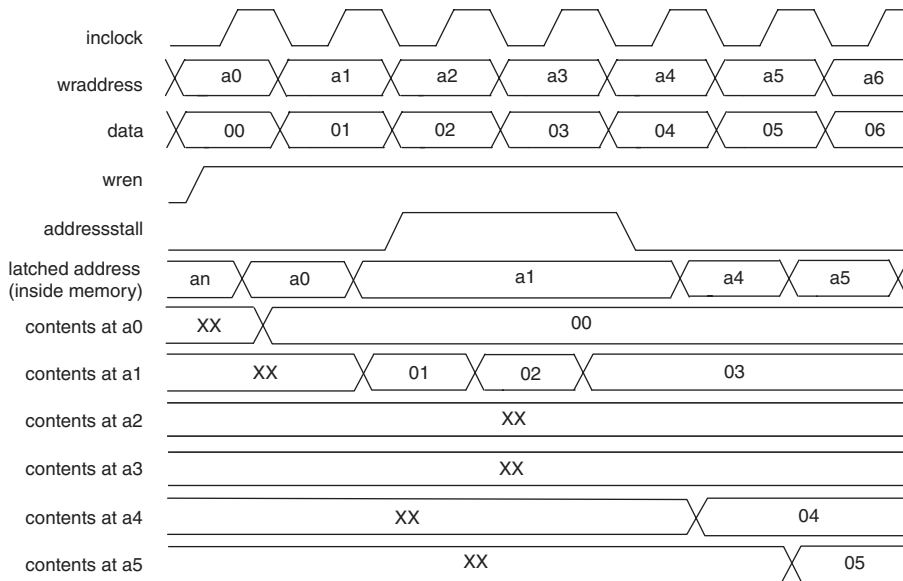 inclock
wraddress a0 a1 a2 a3 a4 a5 a6
data 00 01 02 03 04 05 06
wren
addressstall
latched address
(inside memory) an a0 a1 a4 a5
contents at a0 XX 00
contents at a1 XX 01 02 03
contents at a2 XX
contents at a3 XX
contents at a4 XX 04
contents at a5 XX 05